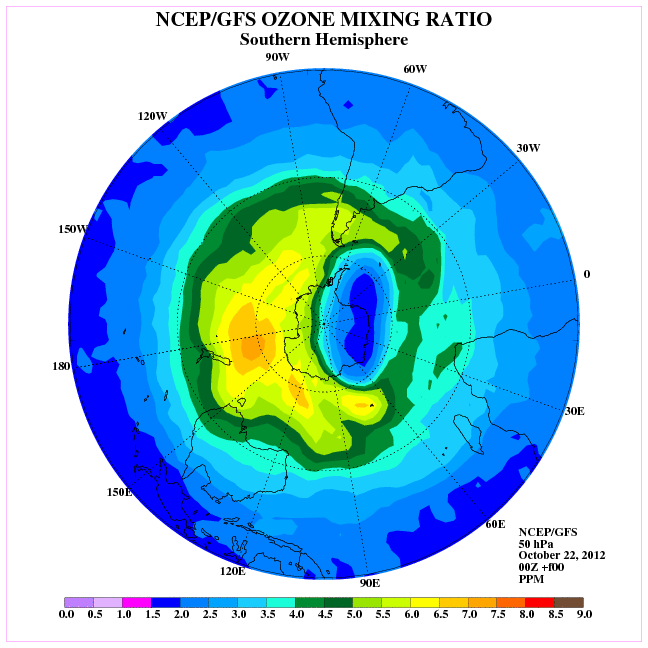 NCEP/GFS OZONE MIXING RATIO
Southern Hemisphere
90W
60W
120W
30W
150W
0
180
30E
150E
60E
120E
90E
NCEP/GFS
50 hPa
October 22, 2012
00Z +f00
PPM
0.0 0.5 1.0 1.5 2.0 2.5 3.0 3.5 4.0 4.5 5.0 5.5 6.0 6.5 7.0 7.5 8.0 8.5 9.0